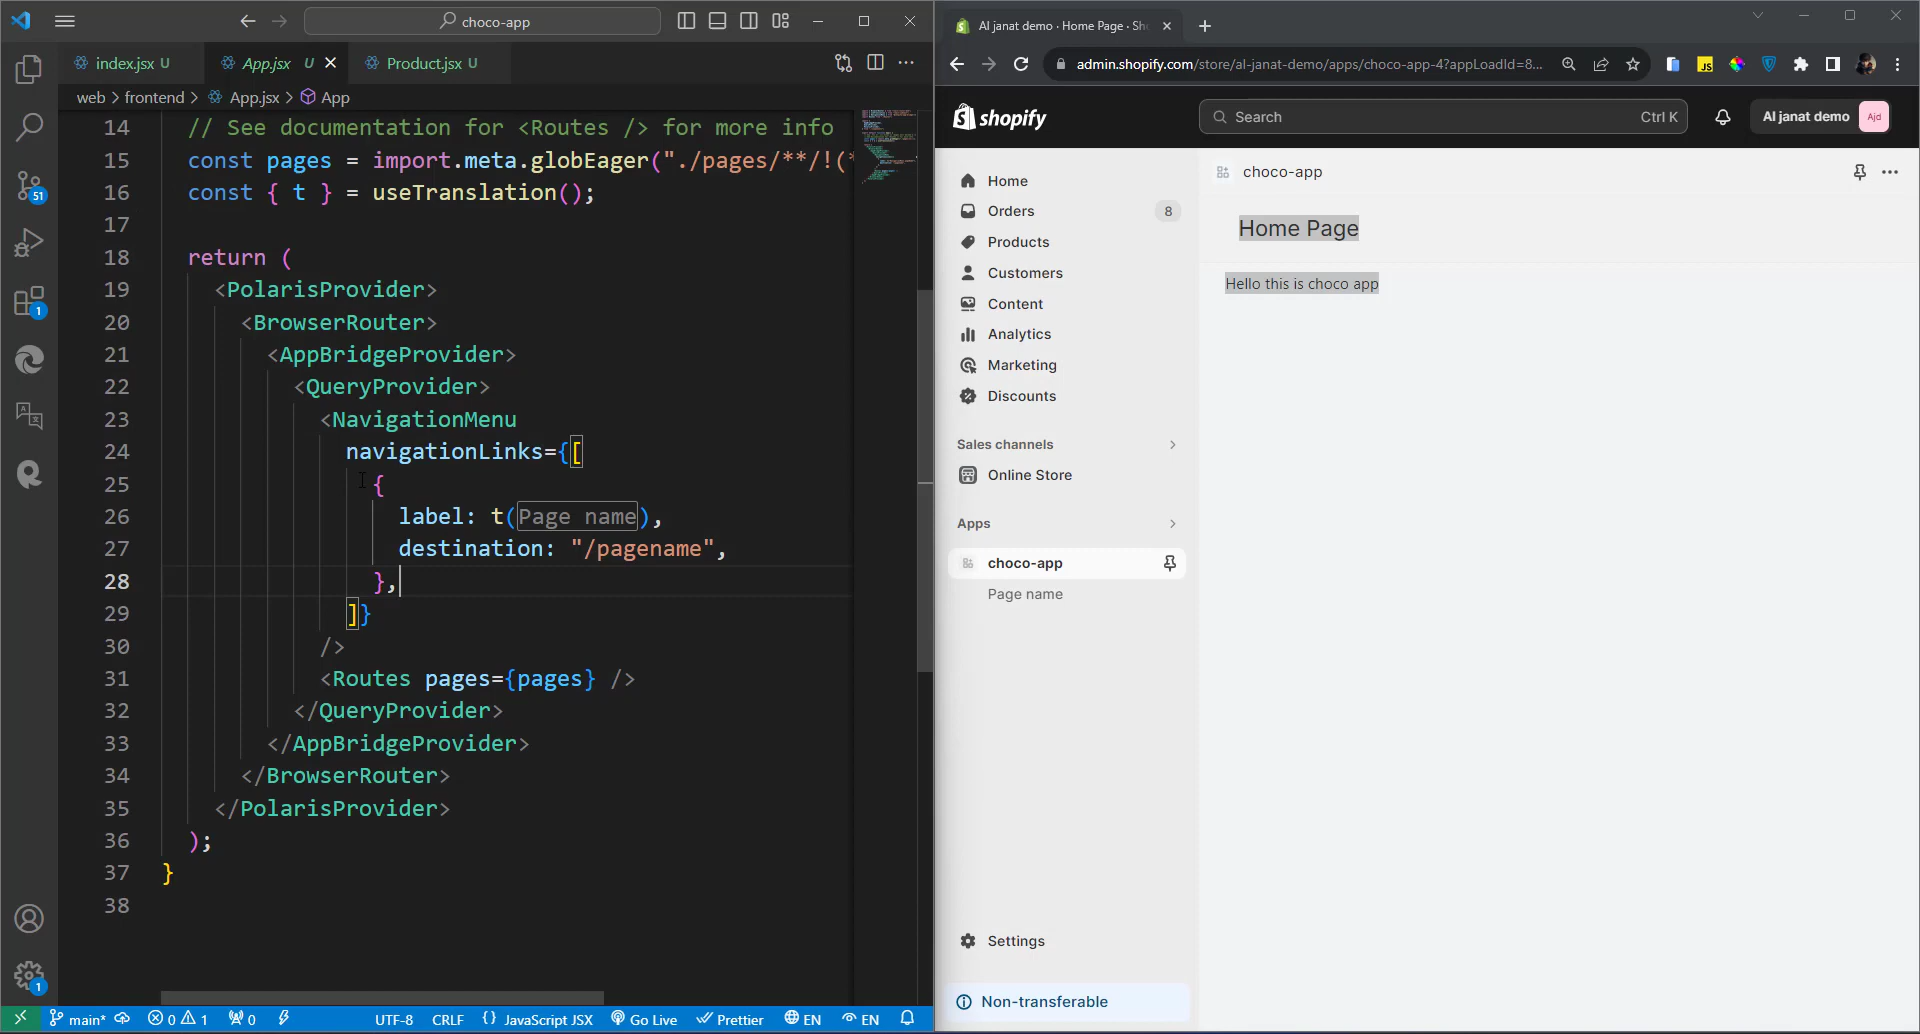 choco-app
index.jsx U
App.jsx U
Product.jsx U
web > frontend > App.jsx > App
14 // See documentation for <Routes /> for more info
15 const pages = import.meta.globEager("./pages/**/!(*
16 const { t } = useTranslation();
17
18 return (
19 <PolarisProvider>
20 <BrowserRouter>
21 <AppBridgeProvider>
22 <QueryProvider>
23 <NavigationMenu
24 navigationLinks={[
25 {
26 label: t(Page name),
27 destination: "/pagename",
28 },
29 ]}
30 />
31 <Routes pages={pages} />
32 </QueryProvider>
33 </AppBridgeProvider>
34 </BrowserRouter>
35 </PolarisProvider>
36 );
37 }
38
51
1
1
main* 0 1 0 UTF-8 CRLF {} JavaScript JSX Go Live Prettier EN EN
Al janat demo · Home Page · Sh
admin.shopify.com/store/al-janat-demo/apps/choco-app-4?appLoadId=8...
JS
shopify
Search
Ctrl K
Al janat demo
Ajd
Home
Orders
8
Products
Customers
Content
Analytics
Marketing
Discounts
Sales channels
Online Store
Apps
choco-app
Page name
Settings
Non-transferable
choco-app
Home Page
Hello this is choco app